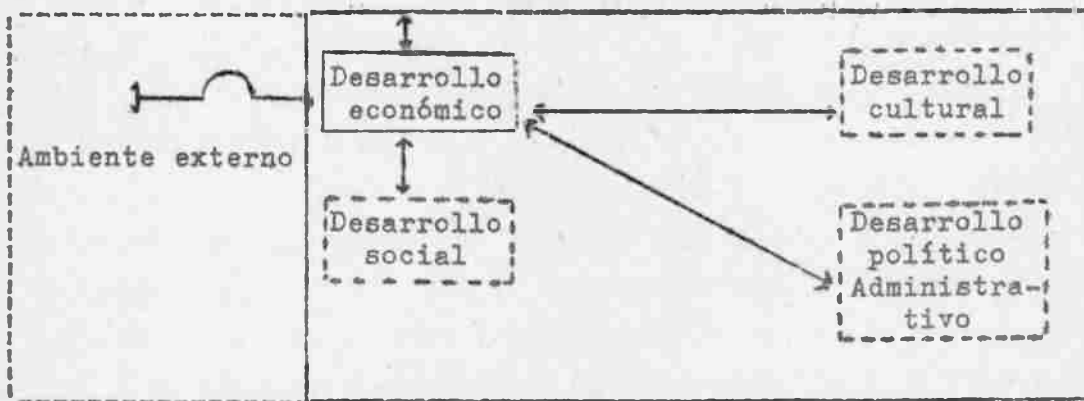 Desarrollo
económico
Desarrollo
cultural
Ambiente externo
Desarrollo
social
Desarrollo
político
Administra-
tivo